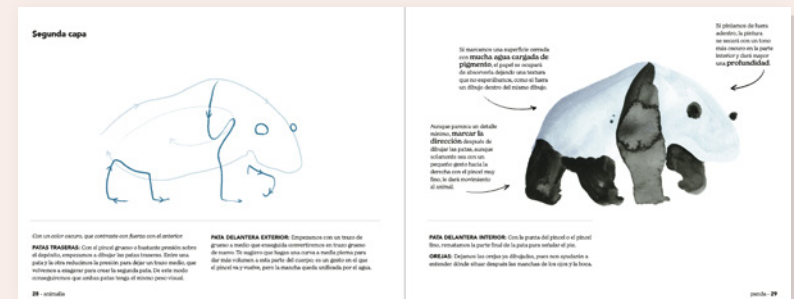 Segunda capa
Con un color oscuro, que contraste con fuerza con el anterior.
PATAS TRASERAS: Con el pincel grueso o bastante presión sobre
el depósito, empezamos a dibujar las patas traseras. Entre una
pata y la otra reducimos la presión para dejar un trazo medio, que
volvemos a exagerar para crear la segunda pata. De este modo
conseguiremos que ambas patas tengan el mismo peso visual.
PATA DELANTERA EXTERIOR: Empezamos con un trazo de
grueso a medio que enseguida convertiremos en trazo grueso
de nuevo. Te sugiero que hagas una curva a media pierna para
dar más volumen a esta parte del cuerpo: es un gesto en el que
el pincel va y vuelve, pero la mancha queda unificada por el agua.
28 - animalia
Si marcamos una superficie cerrada
con mucha agua cargada de
pigmento, el papel se ocupará
de absorverla dejando una textura
que no esperábamos, como si fuera
un dibujo dentro del mismo dibujo.
Si pintamos de fuera
adentro, la pintura
se secará con un tono
más oscuro en la parte
interior y dará mayor
una profundidad.
Aunque parezca un detalle
mínimo, marcar la
dirección después de
dibujar las patas, aunque
solamente sea con un
pequeño gesto hacia la
derecha con el pincel muy
fino, le dará movimiento
al animal.
PATA DELANTERA INTERIOR: Con la punta del pincel o el pincel
fino, rematamos la parte final de la pata para señalar el pie.
OREJAS: Dejamos las orejas ya dibujadas, pues nos ayudarán a
entender dónde situar después las manchas de los ojos y la boca.
panda - 29